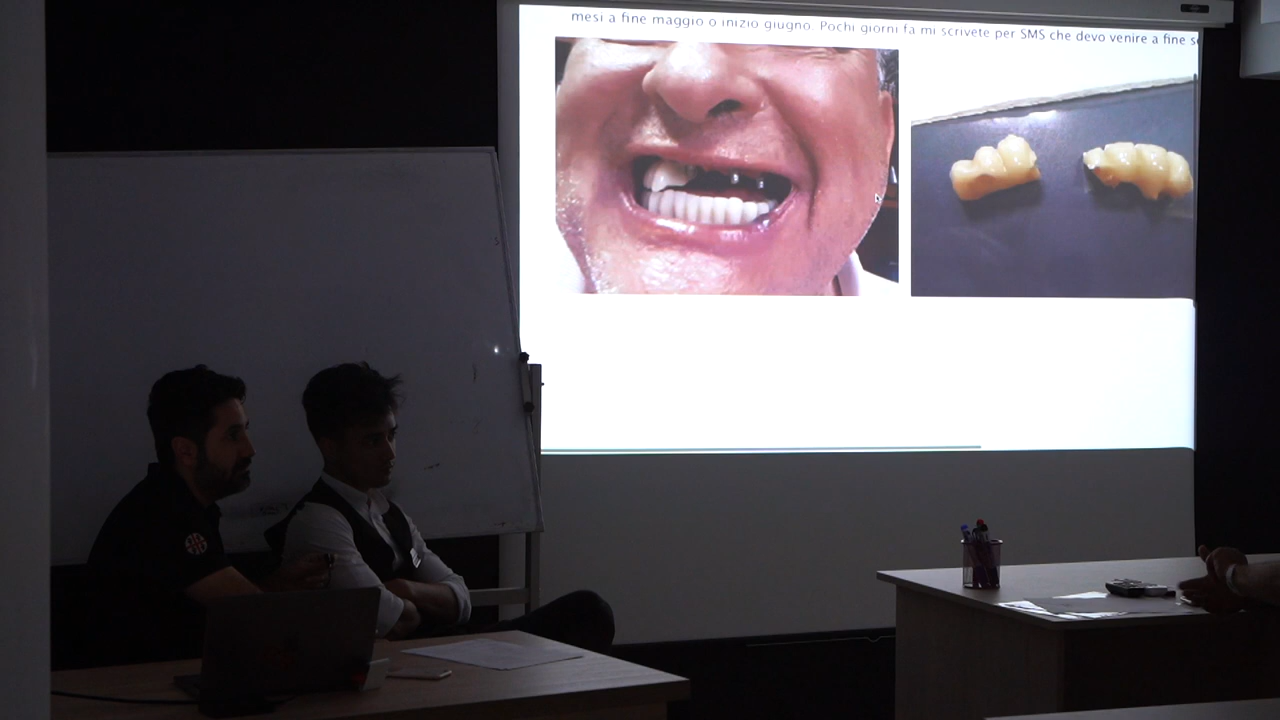 mesi a fine maggio o inizio giugno. Pochi giorni fa mi scrivete per SMS che devo venire a fine